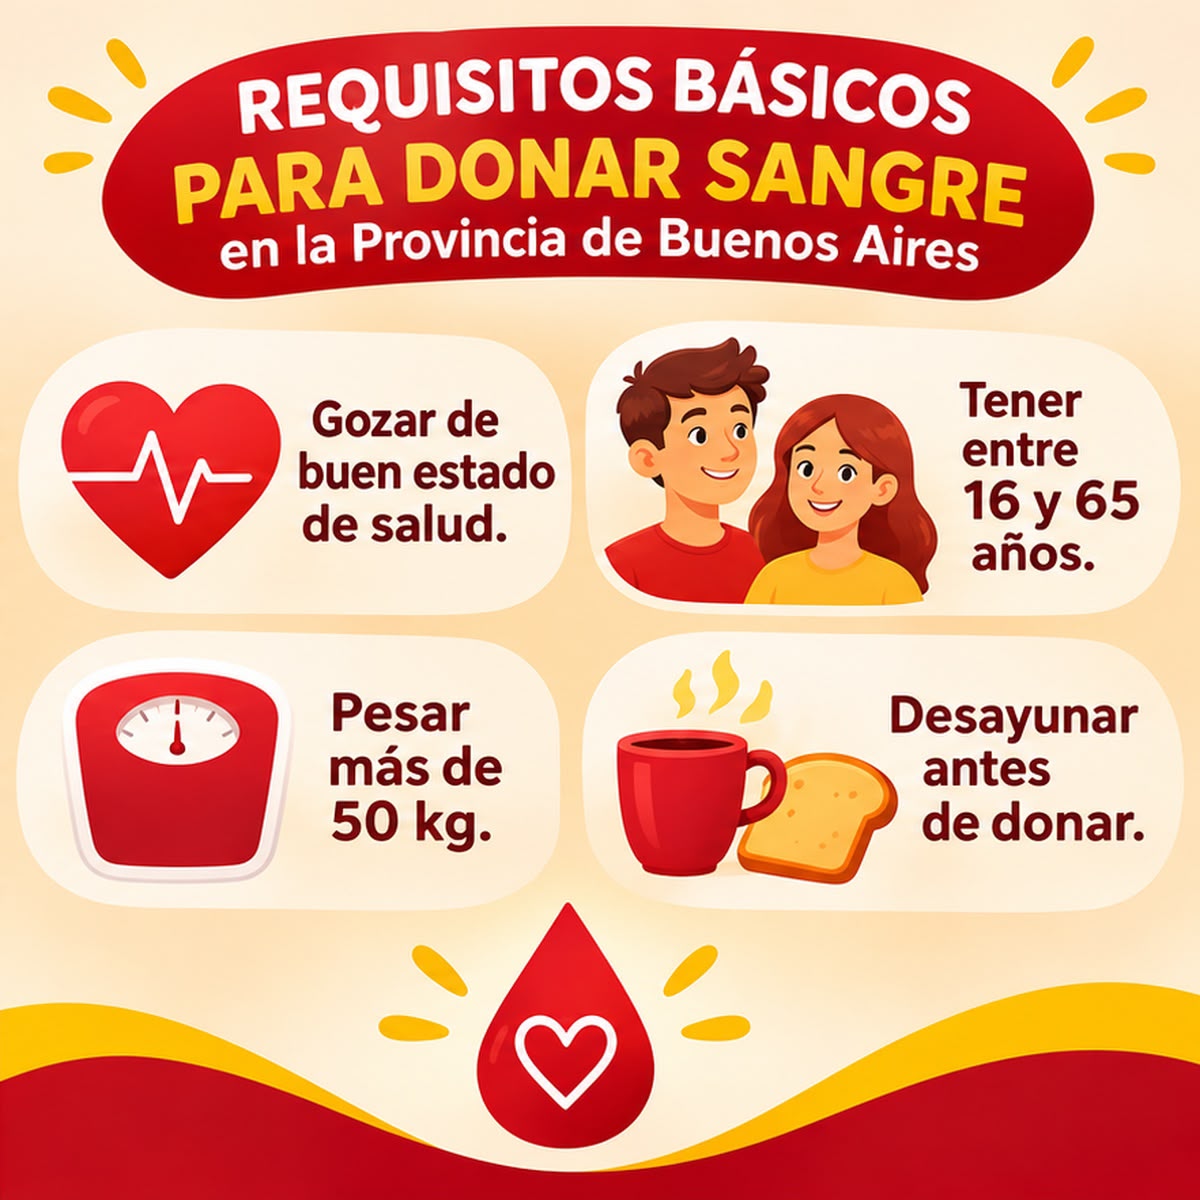 REQUISITOS BÁSICOS
PARA DONAR SANGRE
en la Provincia de Buenos Aires
Gozar de
buen estado
de salud.
Tener
entre
16 y 65
años.
Pesar
más de
50 kg.
Desayunar
antes
de donar.